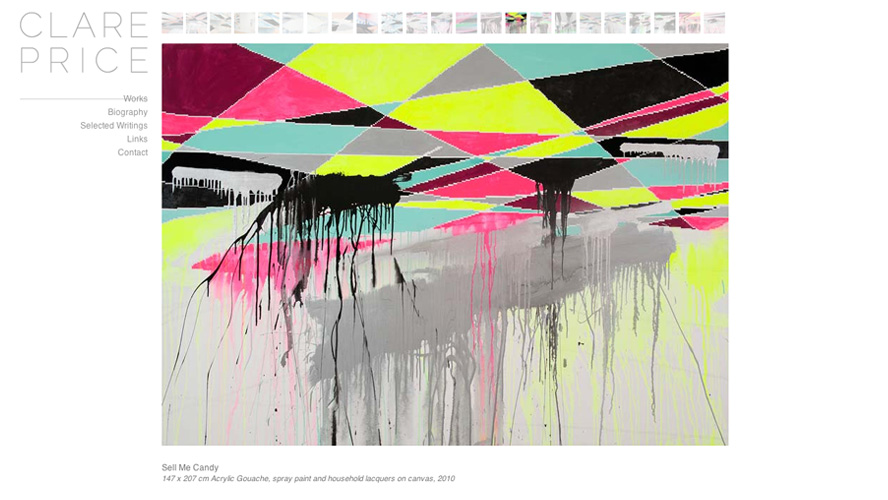 CLARE
PRICE
Works
Biography
Selected Writings
Links
Contact
Sell Me Candy
147 x 207 cm Acrylic Gouache, spray paint and household lacquers on canvas, 2010